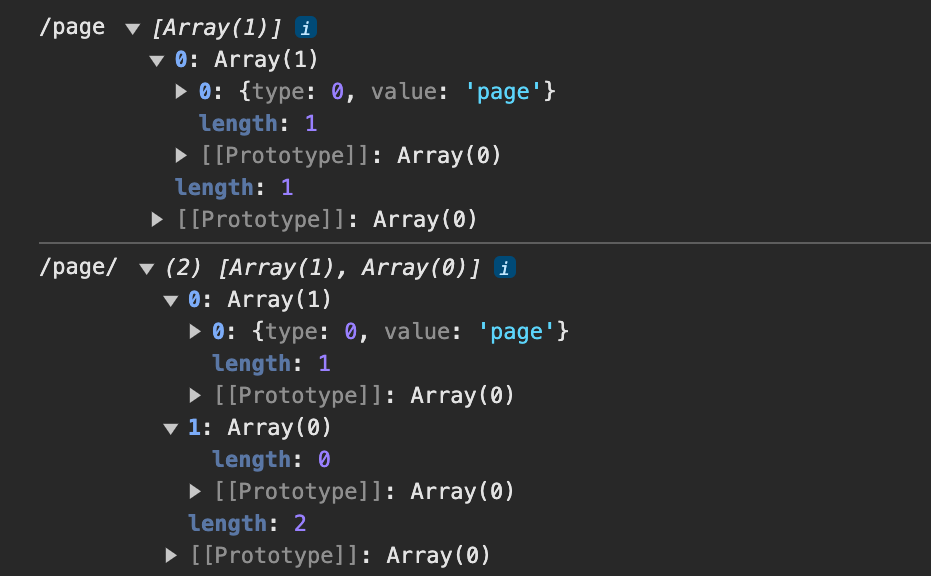 /page ▼ [Array(1)] i
▼ 0: Array(1)
▶ 0: {type: 0, value: 'page'}
length: 1
▶ [[Prototype]]: Array(0)
length: 1
▶ [[Prototype]]: Array(0)
/page/ ▼ (2) [Array(1), Array(0)] i
▼ 0: Array(1)
▶ 0: {type: 0, value: 'page'}
length: 1
▶ [[Prototype]]: Array(0)
▼ 1: Array(0)
length: 0
▶ [[Prototype]]: Array(0)
length: 2
▶ [[Prototype]]: Array(0)